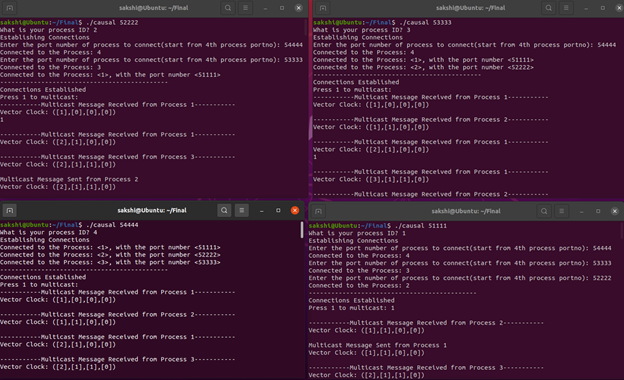 sakshi@Ubuntu: ~/Final
sakshi@Ubuntu:~/Final$ ./causal 52222
What is your process ID? 2
Establishing Connections
Enter the port number of process to connect(start from 4th process portno): 54444
Connected to the Process: 4
Enter the port number of process to connect(start from 4th process portno): 53333
Connected to the Process: 3
Connected to the Process: <1>, with the port number <51111>
-------------------------------------------
Connections Established
Press 1 to multicast:
-----------Multicast Message Received from Process 1-----------
Vector Clock: ([1],[0],[0],[0])
1
-----------Multicast Message Received from Process 1-----------
Vector Clock: ([2],[1],[0],[0])
-----------Multicast Message Received from Process 3-----------
Vector Clock: ([2],[1],[1],[0])
Multicast Message Sent from Process 2
Vector Clock: ([1],[1],[0],[0])
sakshi@Ubuntu: ~/Final
sakshi@Ubuntu:~/Final$ ./causal 53333
What is your process ID? 3
Establishing Connections
Enter the port number of process to connect(start from 4th process portno): 54444
Connected to the Process: 4
Connected to the Process: <1>, with the port number <51111>
Connected to the Process: <2>, with the port number <52222>
-------------------------------------------
Connections Established
Press 1 to multicast:
-----------Multicast Message Received from Process 1-----------
Vector Clock: ([1],[0],[0],[0])
-----------Multicast Message Received from Process 2-----------
Vector Clock: ([1],[1],[0],[0])
-----------Multicast Message Received from Process 1-----------
Vector Clock: ([2],[1],[0],[0])
1
-----------Multicast Message Received from Process 1-----------
Vector Clock: ([3],[1],[1],[0])
-----------Multicast Message Received from Process 2-----------
sakshi@Ubuntu: ~/Final
sakshi@Ubuntu:~/Final$ ./causal 54444
What is your process ID? 4
Establishing Connections
Connected to the Process: <1>, with the port number <51111>
Connected to the Process: <2>, with the port number <52222>
Connected to the Process: <3>, with the port number <53333>
-------------------------------------------
Connections Established
Press 1 to multicast:
-----------Multicast Message Received from Process 1-----------
Vector Clock: ([1],[0],[0],[0])
-----------Multicast Message Received from Process 2-----------
Vector Clock: ([1],[1],[0],[0])
-----------Multicast Message Received from Process 1-----------
Vector Clock: ([2],[1],[0],[0])
-----------Multicast Message Received from Process 3-----------
Vector Clock: ([2],[1],[1],[0])
sakshi@Ubuntu: ~/Final
sakshi@Ubuntu:~/Final$ ./causal 51111
What is your process ID? 1
Establishing Connections
Enter the port number of process to connect(start from 4th process portno): 54444
Connected to the Process: 4
Enter the port number of process to connect(start from 4th process portno): 53333
Connected to the Process: 3
Enter the port number of process to connect(start from 4th process portno): 52222
Connected to the Process: 2
-------------------------------------------
Connections Established
Press 1 to multicast: 1
-----------Multicast Message Received from Process 2-----------
Vector Clock: ([1],[1],[0],[0])
Multicast Message Sent from Process 1
Vector Clock: ([1],[0],[0],[0])
-----------Multicast Message Received from Process 3-----------
Vector Clock: ([2],[1],[1],[0])